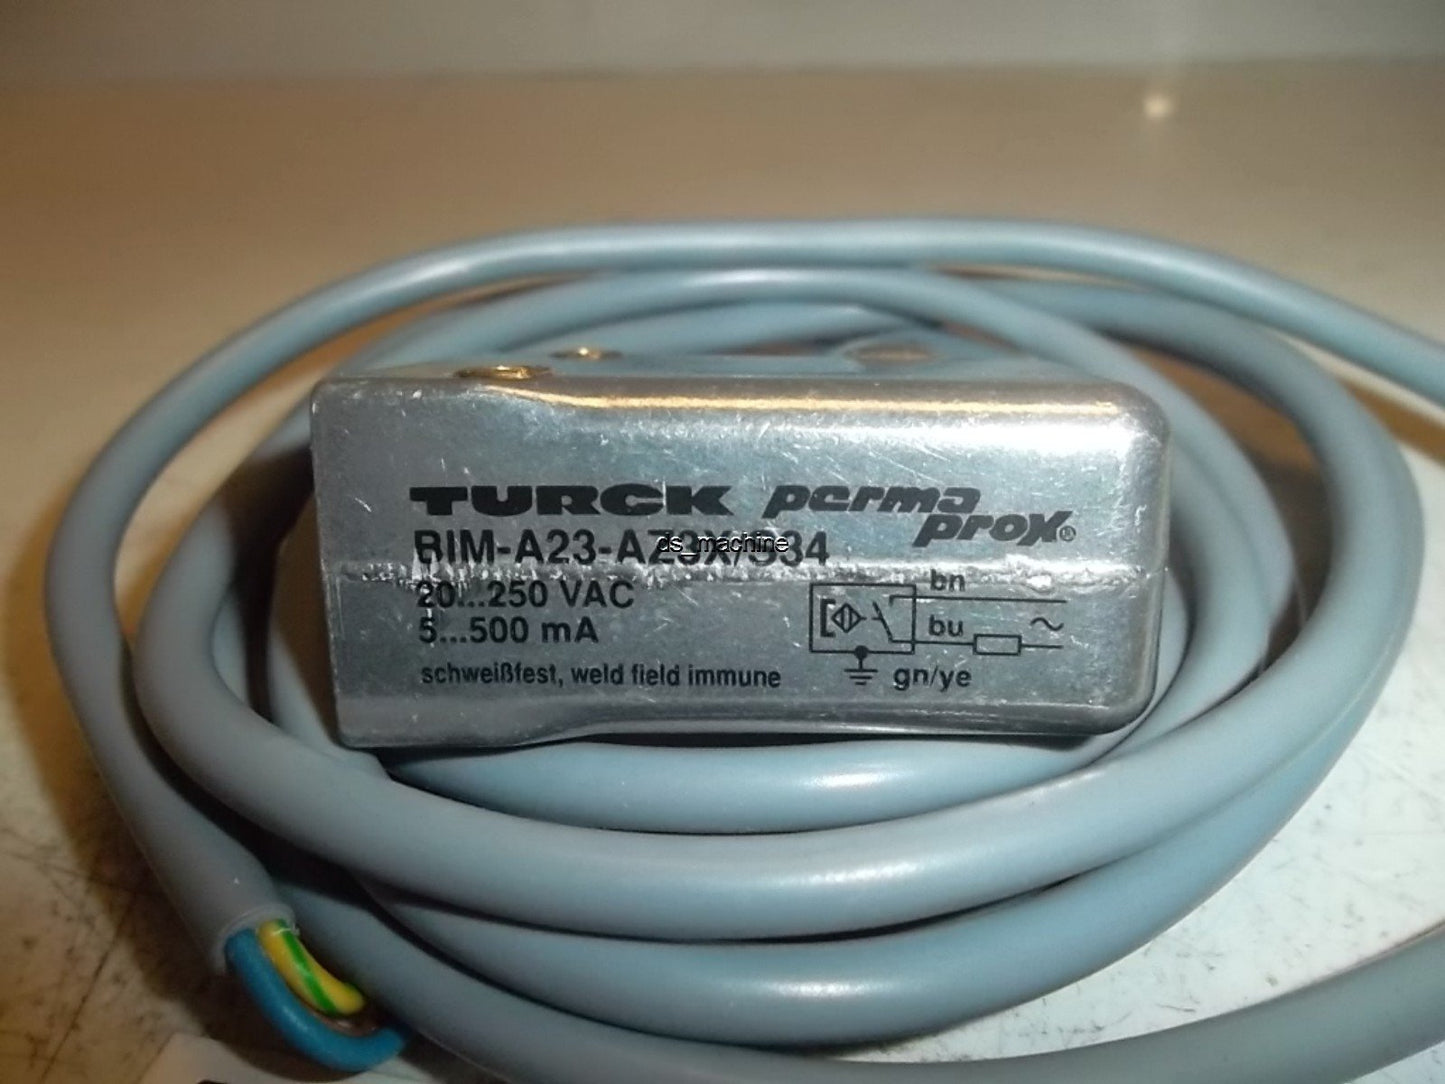 TURCK perma prox®
BIM-A23-AZ3X/S34
ds_machine
20...250 VAC
5...500 mA
schweißfest, weld field immune
bn
bu
gn/ye